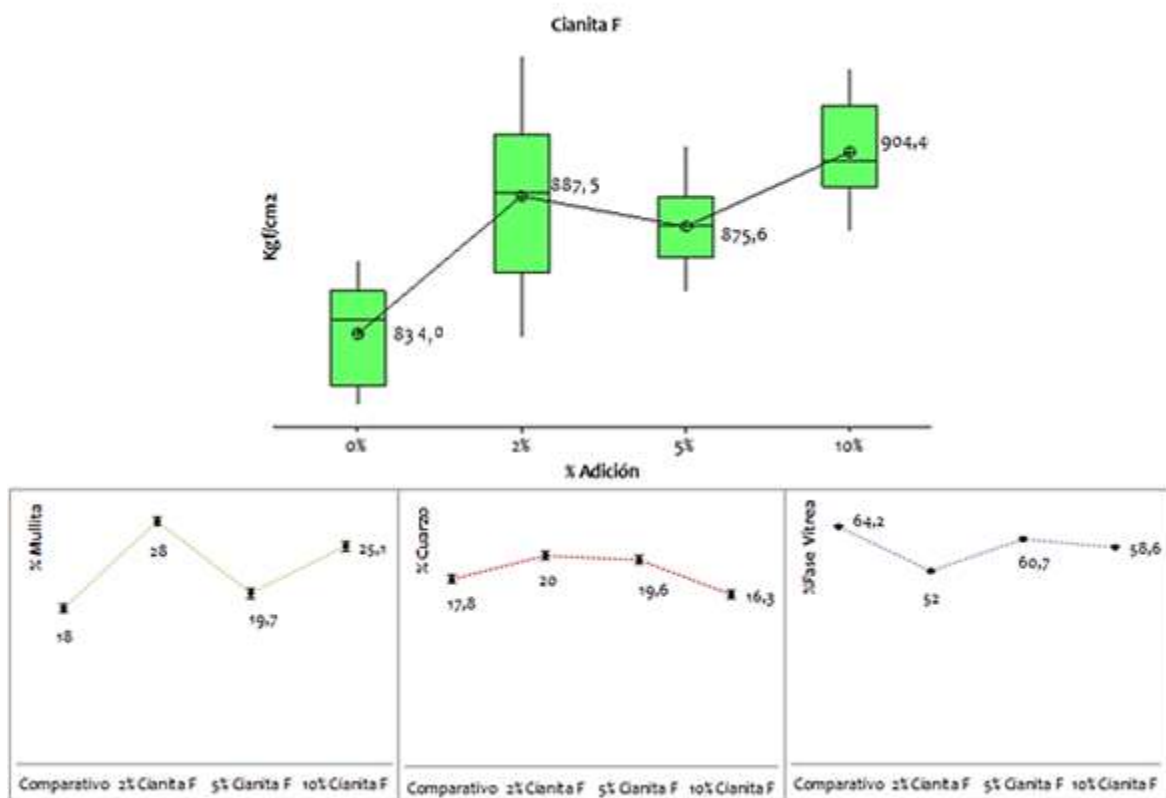 Cianita F
Kgf/cm2
834,0
887,5
875,6
904,4
0% 2% 5% 10%
% Adición
% Mullita
18
28
19,7
25,1
Comparativo 2% Cianita F 5% Cianita F 10% Cianita F
% Cuarzo
17,8
20
19,6
16,3
Comparativo 2% Cianita F 5% Cianita F 10% Cianita F
%Fase Vítrea
64,2
52
60,7
58,6
Comparativo 2% Cianita F 5% Cianita F 10% Cianita F